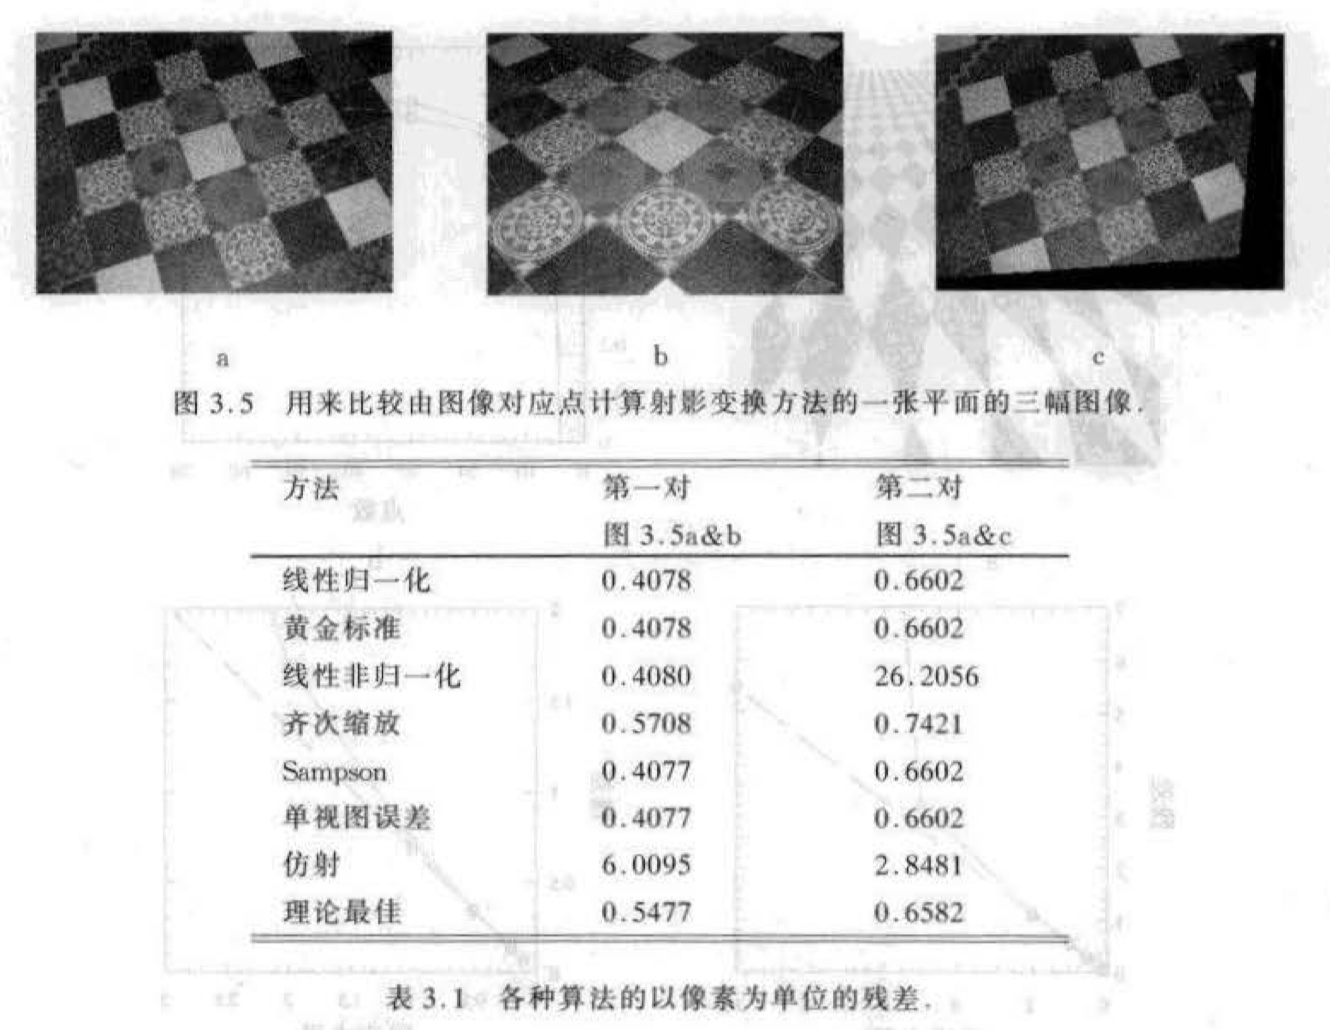 a b c
图 3.5 用来比较由图像对应点计算射影变换方法的一张平面的三幅图像.
方法 第一对 第二对
图 3.5a&b 图 3.5a&c
线性归一化 0.4078 0.6602
黄金标准 0.4078 0.6602
线性非归一化 0.4080 26.2056
齐次缩放 0.5708 0.7421
Sampson 0.4077 0.6602
单视图误差 0.4077 0.6602
仿射 6.0095 2.8481
理论最佳 0.5477 0.6582
表 3.1 各种算法的以像素为单位的残差.